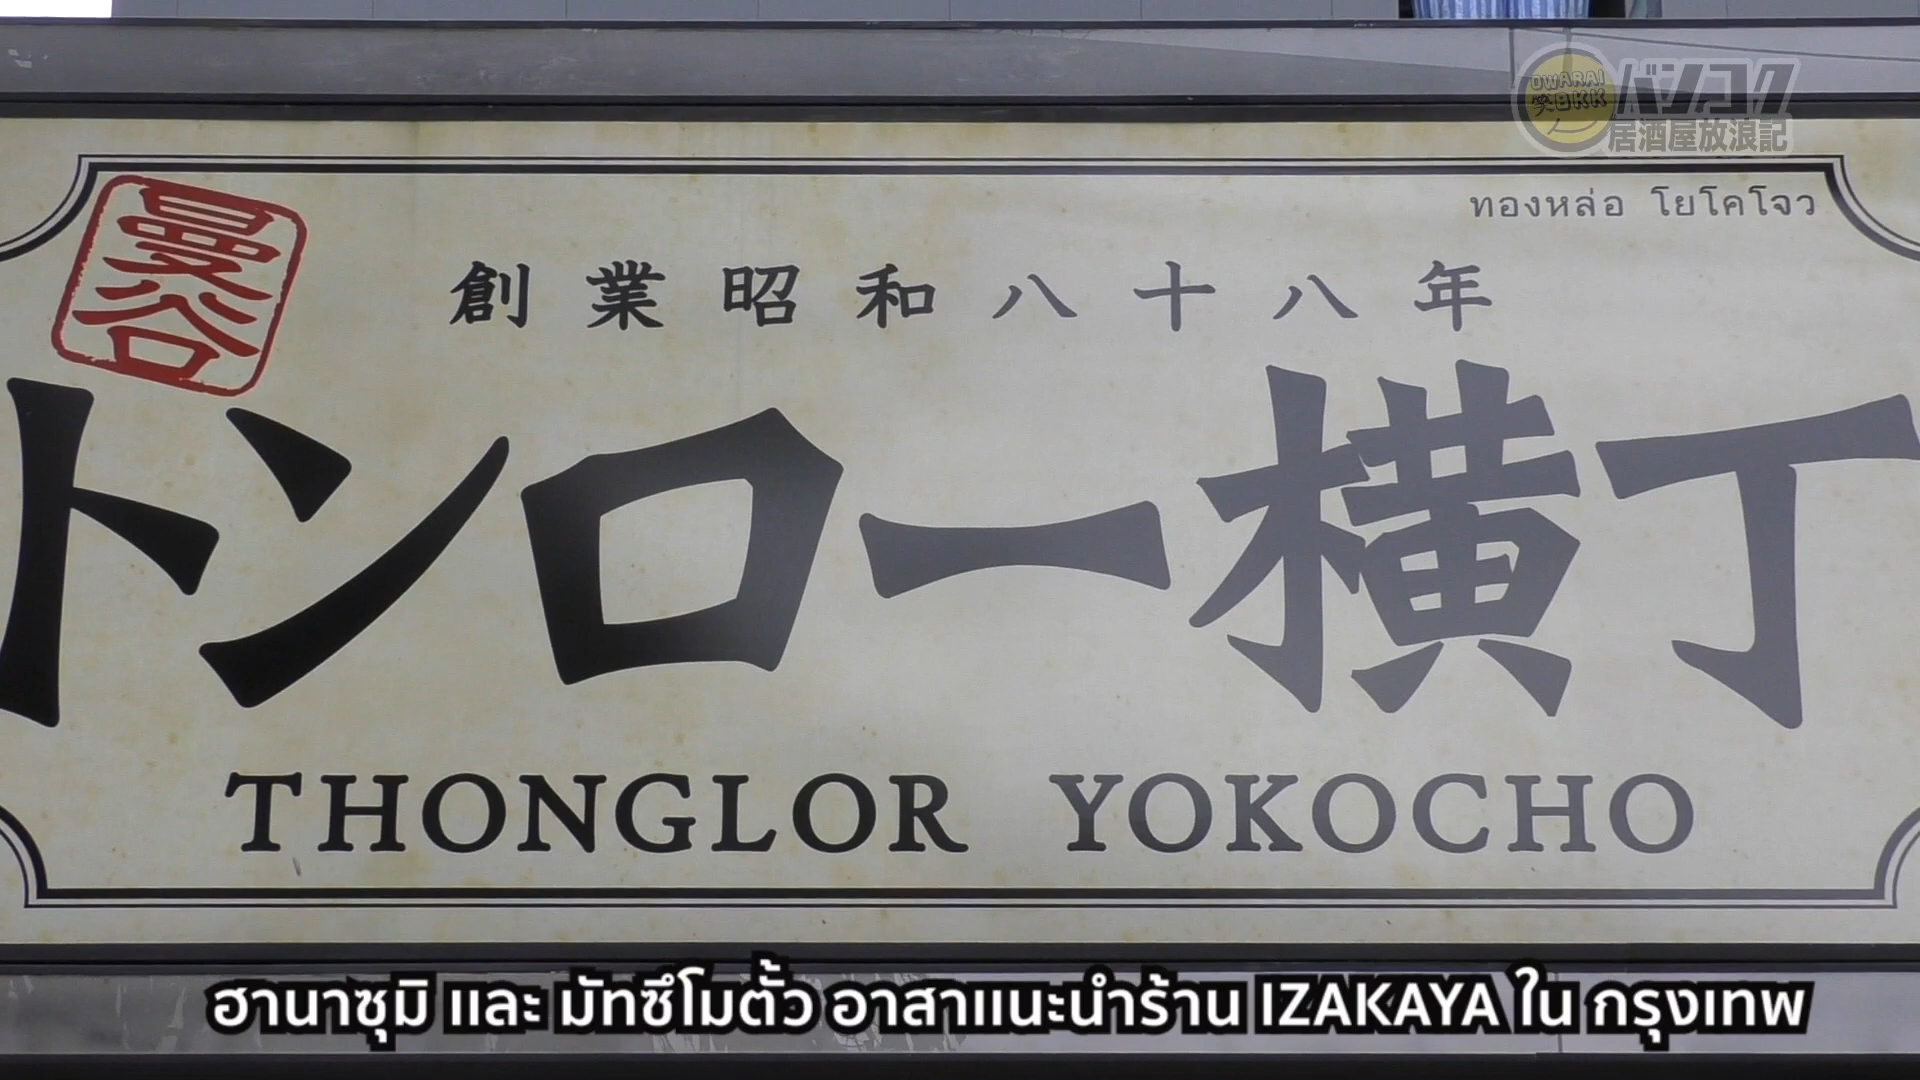 OWARAI
笑BKK
バンコク
居酒屋放浪記
ทองหล่อ โยโคโจว
曼谷
創業昭和八十八年
トンロー横丁
THONGLOR YOKOCHO
ฮานาซุมิ และ มัทซึโมตั้ว อาสาแนะนำร้าน IZAKAYA ใน กรุงเทพ